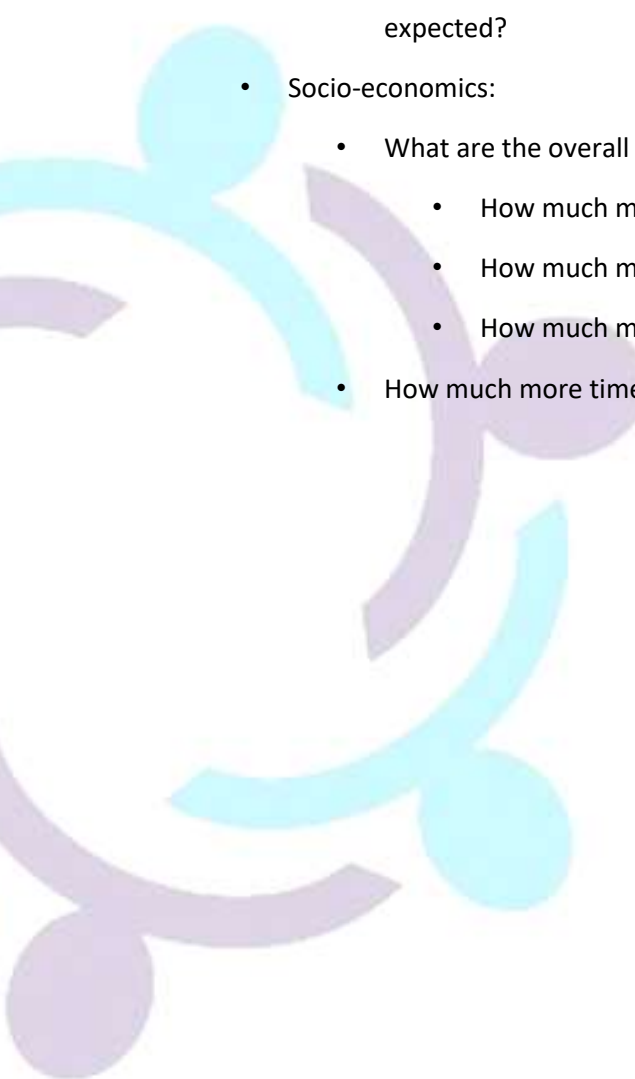 expected?
• Socio-economics:
• What are the overall
• How much m
• How much m
• How much m
• How much more time